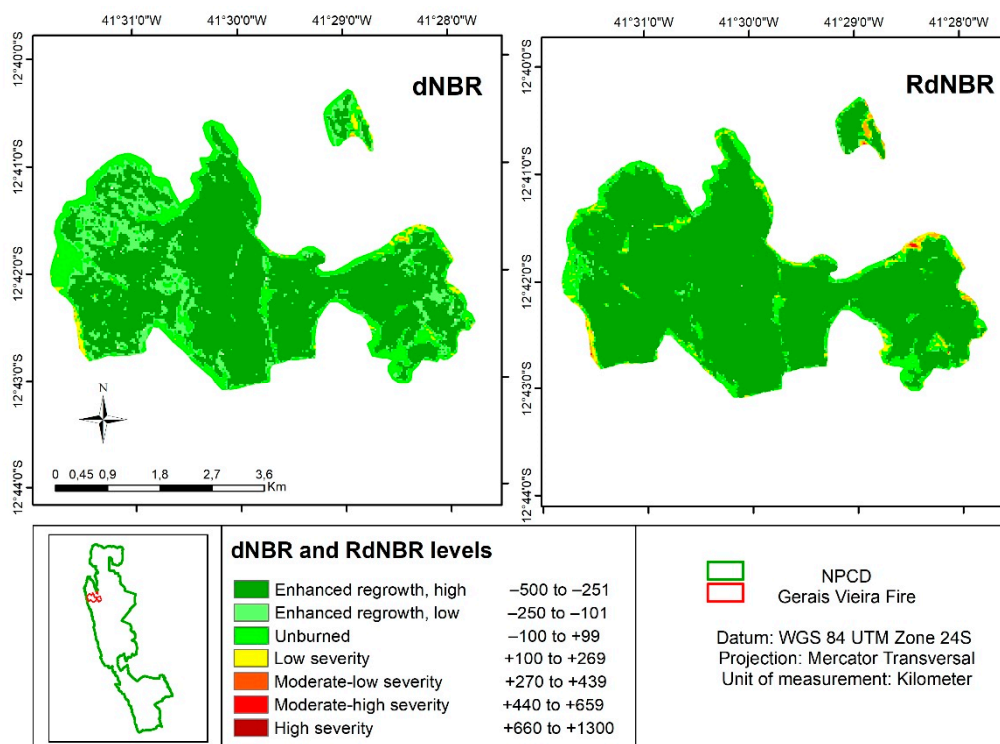 41°31'0"W 41°30'0"W 41°29'0"W 41°28'0"W
12°40'0"S
12°41'0"S
12°42'0"S
12°43'0"S
12°44'0"S
dNBR
N
0 0,45 0,9 1,8 2,7 3,6
Km
41°31'0"W 41°30'0"W 41°29'0"W 41°28'0"W
12°40'0"S
12°41'0"S
12°42'0"S
12°43'0"S
12°44'0"S
RdNBR
dNBR and RdNBR levels
Enhanced regrowth, high –500 to –251
Enhanced regrowth, low –250 to –101
Unburned –100 to +99
Low severity +100 to +269
Moderate-low severity +270 to +439
Moderate-high severity +440 to +659
High severity +660 to +1300
NPCD
Gerais Vieira Fire
Datum: WGS 84 UTM Zone 24S
Projection: Mercator Transversal
Unit of measurement: Kilometer